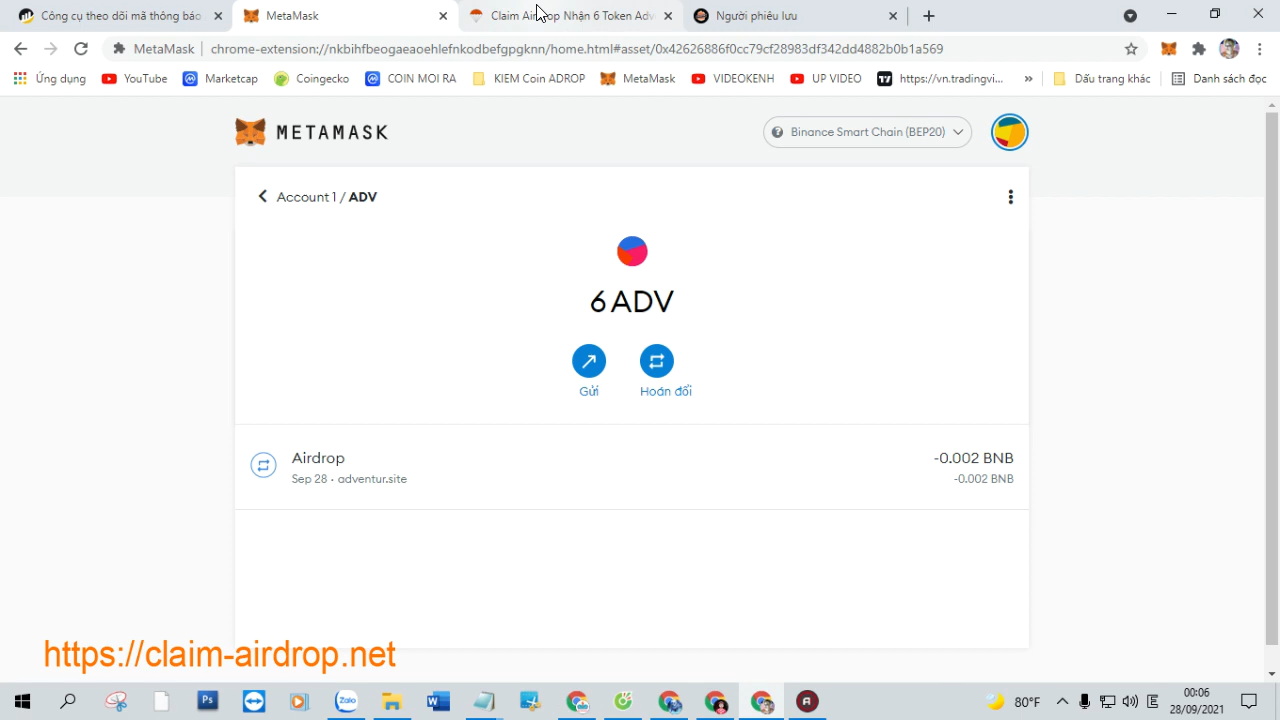 Công cụ theo dõi mã thông báo
MetaMask
Claim Airdrop Nhận 6 Token Adv
Người phiêu lưu
MetaMask
chrome-extension://nkbihfbeogaeaoehlefnkodbefgpgknn/home.html#asset/0x42626886f0cc79cf28983df342dd4882b0b1a569
Ứng dụng
YouTube
Marketcap
Coingecko
COIN MOI RA
KIEM Coin ADROP
MetaMask
VIDEOKENH
UP VIDEO
https://vn.tradingvi...
»
Dấu trang khác
Danh sách đọc
METAMASK
Binance Smart Chain (BEP20)
Account 1 / ADV
6 ADV
Gửi
Hoán đổi
Airdrop
-0.002 BNB
Sep 28 · adventur.site
-0.002 BNB
https://claim-airdrop.net
Ps
Zalo
80°F
00:06
28/09/2021